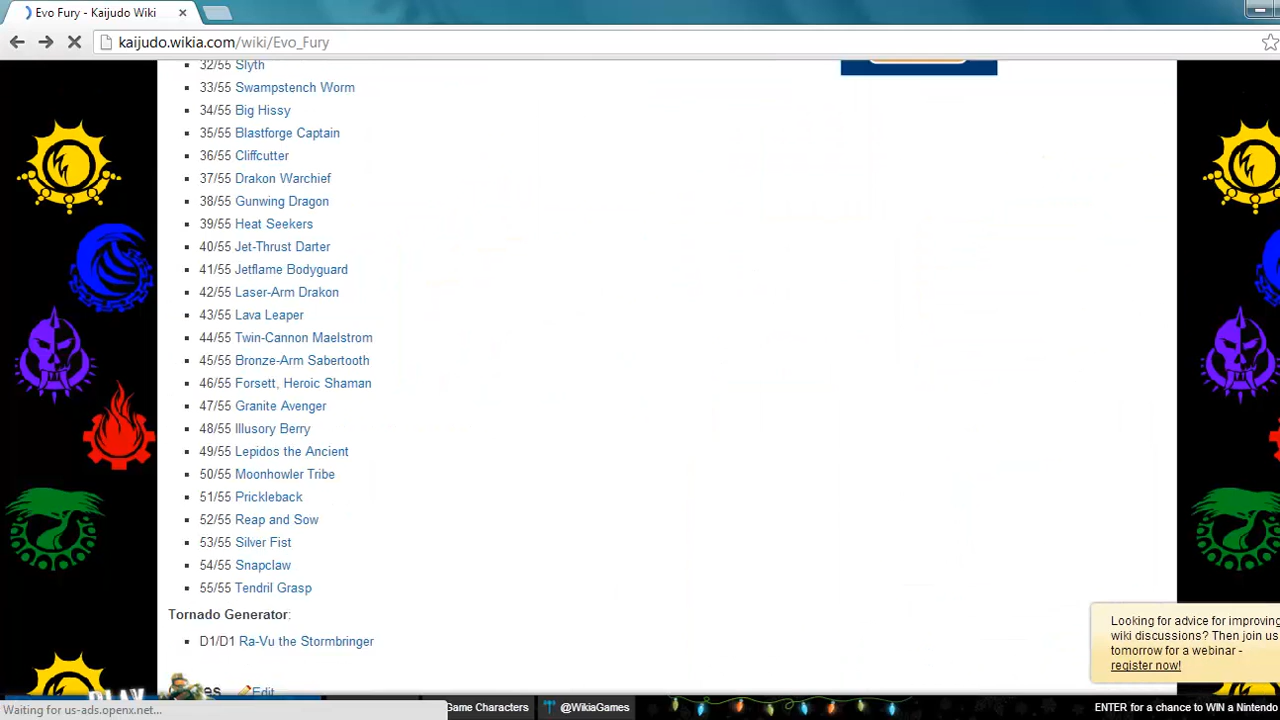 Evo Fury - Kaijudo Wiki
kaijudo.wikia.com/wiki/Evo_Fury
32/55 Slyth
33/55 Swampstench Worm
34/55 Big Hissy
35/55 Blastforge Captain
36/55 Cliffcutter
37/55 Drakon Warchief
38/55 Gunwing Dragon
39/55 Heat Seekers
40/55 Jet-Thrust Darter
41/55 Jetflame Bodyguard
42/55 Laser-Arm Drakon
43/55 Lava Leaper
44/55 Twin-Cannon Maelstrom
45/55 Bronze-Arm Sabertooth
46/55 Forsett, Heroic Shaman
47/55 Granite Avenger
48/55 Illusory Berry
49/55 Lepidos the Ancient
50/55 Moonhowler Tribe
51/55 Prickleback
52/55 Reap and Sow
53/55 Silver Fist
54/55 Snapclaw
55/55 Tendril Grasp
Tornado Generator:
D1/D1 Ra-Vu the Stormbringer
Edit
Looking for advice for improving
wiki discussions? Then join us
tomorrow for a webinar -
register now!
PLAY
Waiting for us-ads.openx.net...
Game Characters
@WikiaGames
ENTER for a chance to WIN a Nintendo